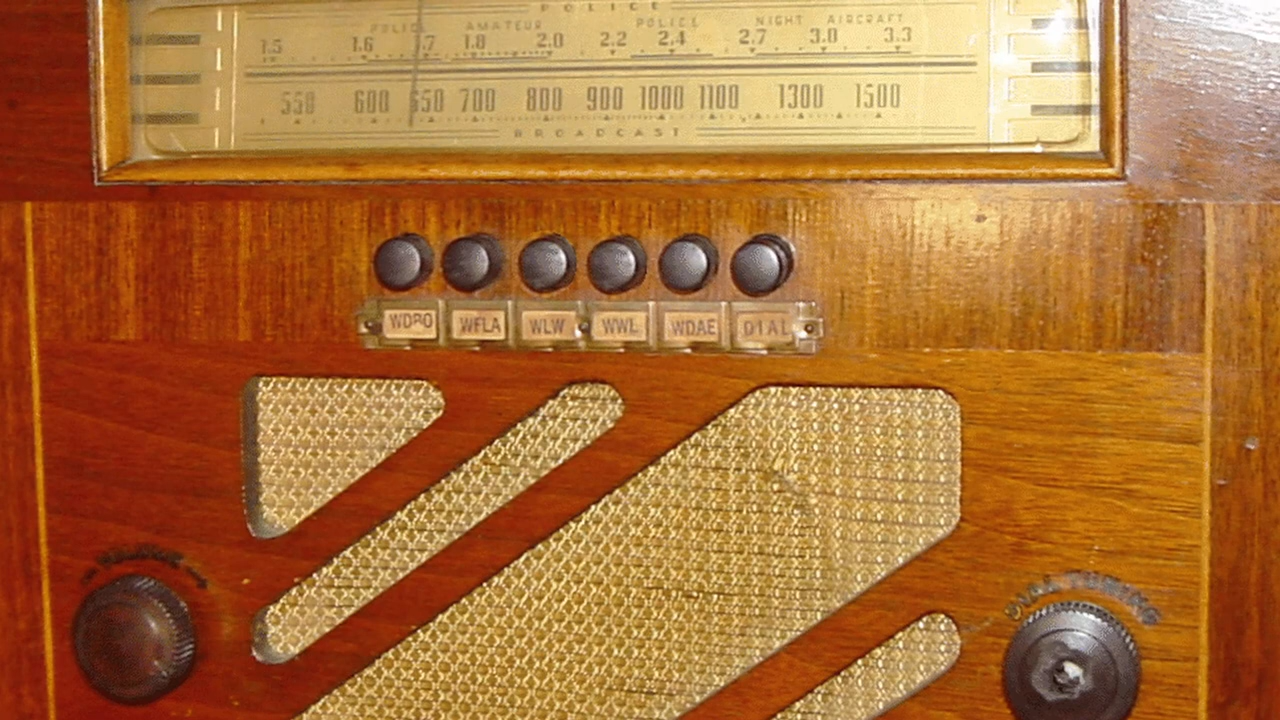 POLICE
POLICE AMATEUR POLICE NIGHT AIRCRAFT
1.5 1.6 1.7 1.8 2.0 2.2 2.4 2.7 3.0 3.3
550 600 650 700 800 900 1000 1100 1300 1500
BROADCAST
WDBO WFLA WLW WWL WDAE DIAL
VOLUME
DIAL TUNING